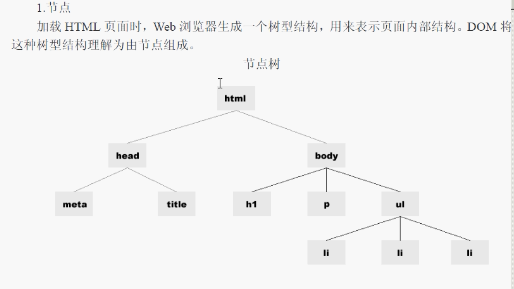 1.节点
加载 HTML 页面时，Web 浏览器生成一个树型结构，用来表示页面内部结构。DOM 将
这种树型结构理解为由节点组成。
节点树
html
head body
meta title h1 p ul
li li li